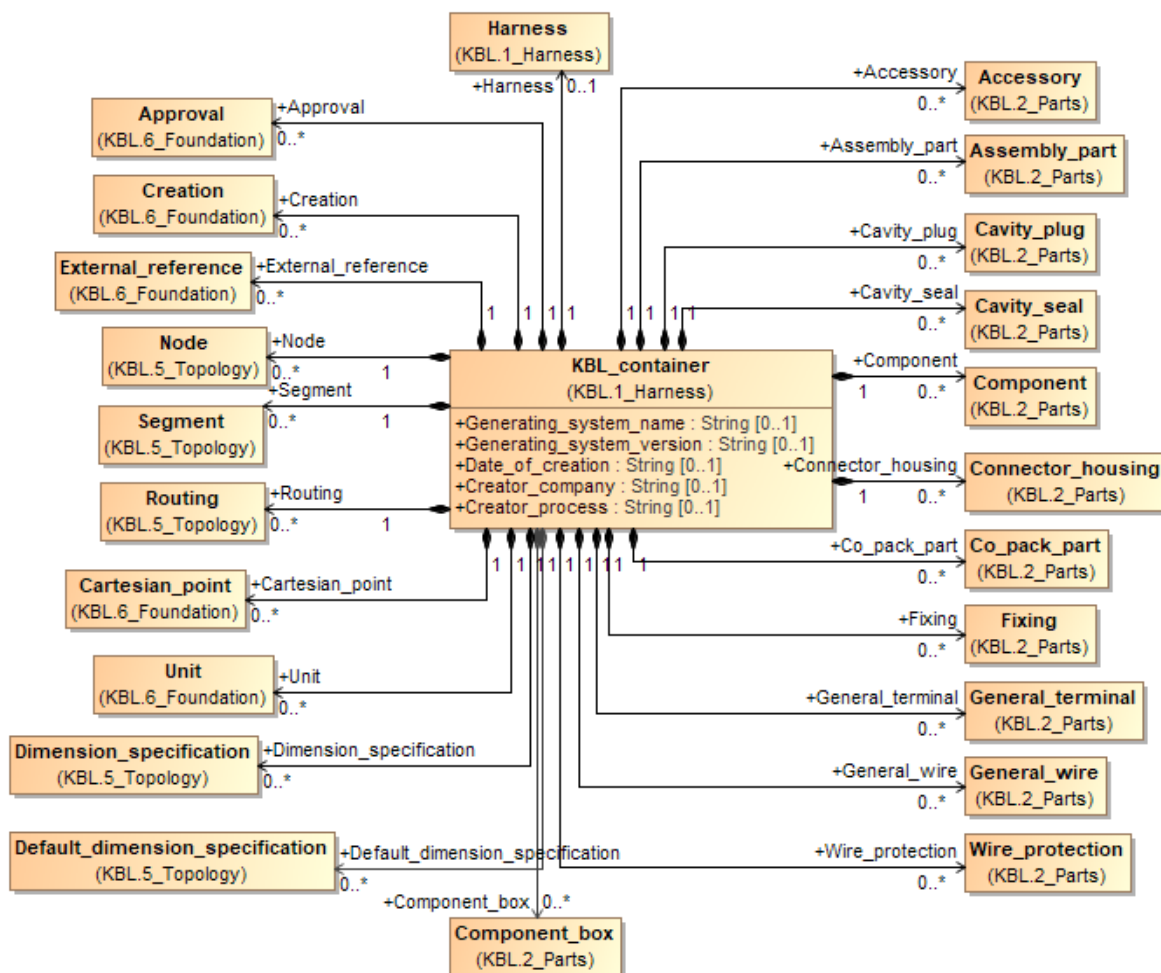 Harness
(KBL.1_Harness)
+Harness 0..1
Approval
(KBL.6_Foundation)
+Approval
0..*
Creation
(KBL.6_Foundation)
+Creation
0..*
External_reference
(KBL.6_Foundation)
+External_reference
0..*
Node
(KBL.5_Topology)
+Node
0..*
1
Segment
(KBL.5_Topology)
+Segment
0..*
1
Routing
(KBL.5_Topology)
+Routing
0..*
1
Cartesian_point
(KBL.6_Foundation)
+Cartesian_point
0..*
Unit
(KBL.6_Foundation)
+Unit
0..*
Dimension_specification
(KBL.5_Topology)
+Dimension_specification
0..*
Default_dimension_specification
(KBL.5_Topology)
+Default_dimension_specification
0..*
+Component_box 0..*
Component_box
(KBL.2_Parts)
1 1 1 1 1 1 1 1
KBL_container
(KBL.1_Harness)
+Generating_system_name : String [0..1]
+Generating_system_version : String [0..1]
+Date_of_creation : String [0..1]
+Creator_company : String [0..1]
+Creator_process : String [0..1]
1 1 1 1 1 1 1 1 1 1
+Accessory
0..*
Accessory
(KBL.2_Parts)
+Assembly_part
0..*
Assembly_part
(KBL.2_Parts)
+Cavity_plug
0..*
Cavity_plug
(KBL.2_Parts)
+Cavity_seal
0..*
Cavity_seal
(KBL.2_Parts)
+Component
1
0..*
Component
(KBL.2_Parts)
+Connector_housing
1
0..*
Connector_housing
(KBL.2_Parts)
+Co_pack_part
0..*
Co_pack_part
(KBL.2_Parts)
+Fixing
0..*
Fixing
(KBL.2_Parts)
+General_terminal
0..*
General_terminal
(KBL.2_Parts)
+General_wire
0..*
General_wire
(KBL.2_Parts)
+Wire_protection
0..*
Wire_protection
(KBL.2_Parts)